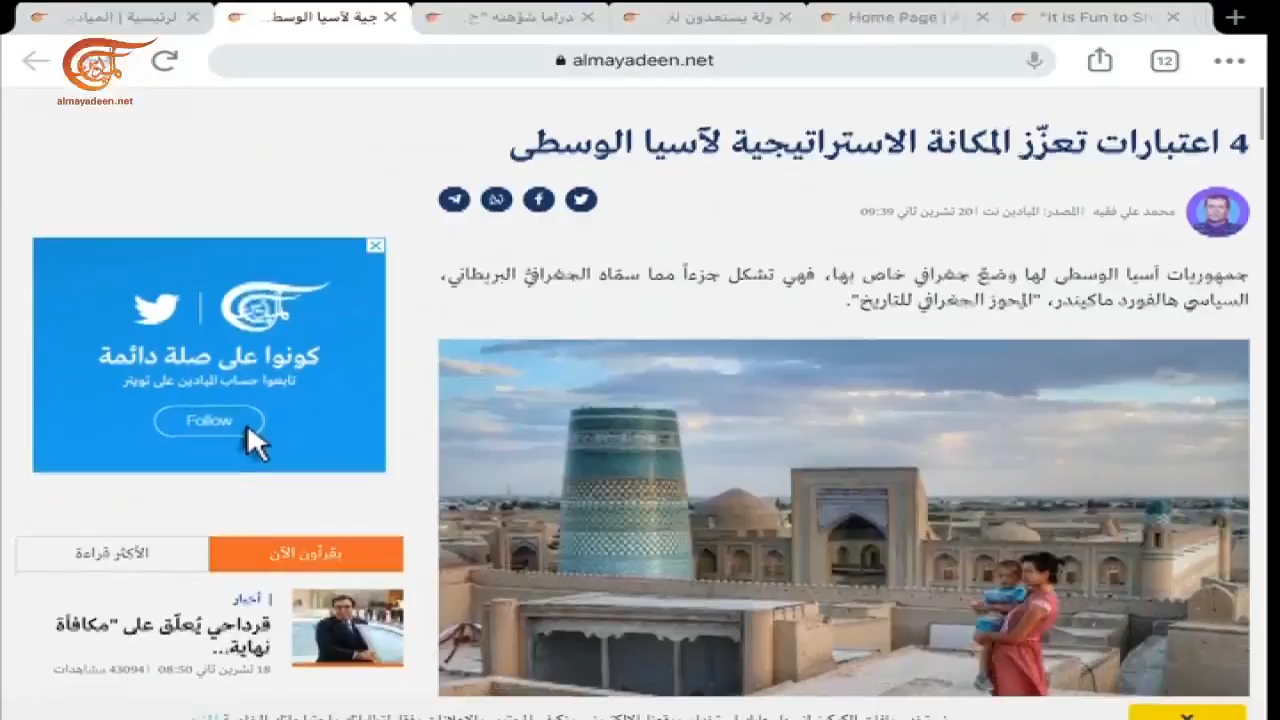 الرئيسية | الميادين
جية لآسيا الوسط...
دراما شؤهنه "ح
ولة يستعدون لـ
Home Page | A
"It is Fun to Sh
almayadeen.net
12
almayadeen.net
4 اعتبارات تعزّز المكانة الاستراتيجية لآسيا الوسطى
محمد علي فقيه
المصدر: الميادين نت
20 تشرين ثاني 09:39
جمهوريات آسيا الوسطى لها وضعٌ جغرافي خاص بها، فهي تشكل جزءاً مما سمّاه الجغرافيُّ البريطاني،
السياسي هالفورد ماكيندر، "المحور الجغرافي للتاريخ".
كونوا على صلة دائمة
تابعوا حساب الميادين على تويتر
Follow
يقرأون الآن
الأكثر قراءة
| أخبار
قرداحي يُعلّق على "مكافأة
نهاية...
18 تشرين ثاني 08:50 | 43094 مشاهدات